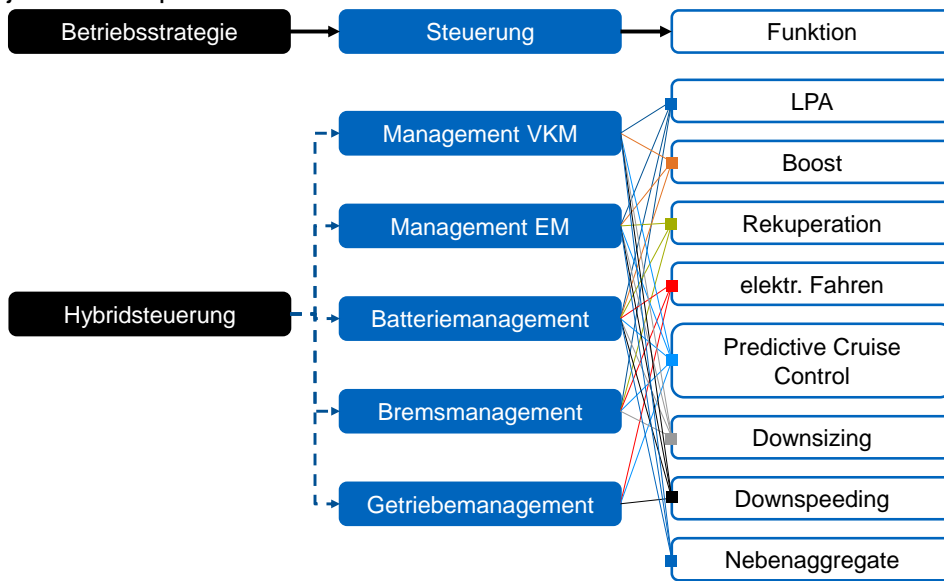 Betriebsstrategie
Steuerung
Funktion
LPA
Management VKM
Boost
Management EM
Rekuperation
elektr. Fahren
Hybridsteuerung
Batteriemanagement
Predictive Cruise
Control
Bremsmanagement
Downsizing
Getriebemanagement
Downspeeding
Nebenaggregate